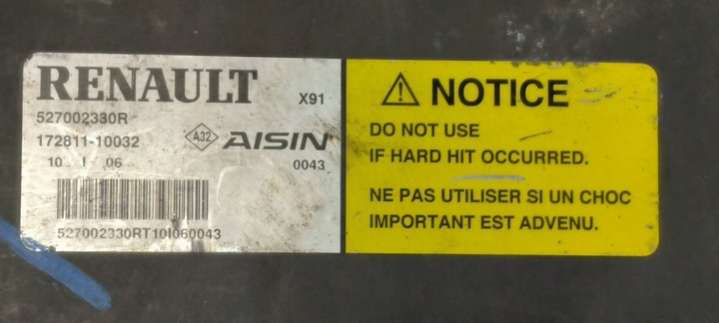 RENAULT
X91
527002330R
172811-10032
A32 AISIN
10 I 06
0043
527002330RT10I060043
NOTICE
DO NOT USE
IF HARD HIT OCCURRED.
NE PAS UTILISER SI UN CHOC
IMPORTANT EST ADVENU.